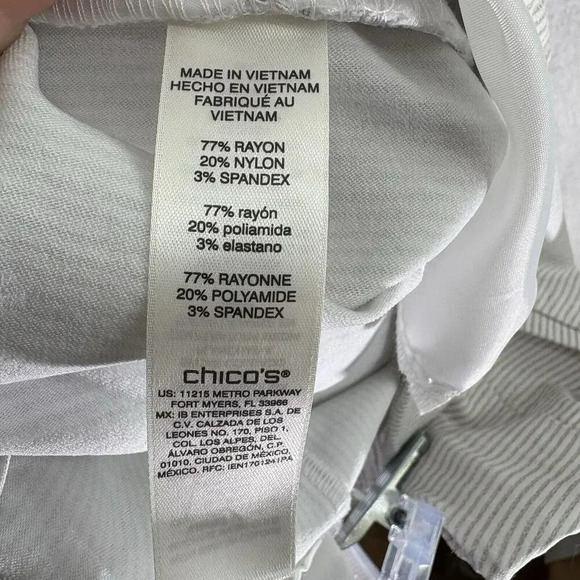 MADE IN VIETNAM
HECHO EN VIETNAM
FABRIQUÉ AU
VIETNAM
77% RAYON
20% NYLON
3% SPANDEX
77% rayón
20% poliamida
3% elastano
77% RAYONNE
20% POLYAMIDE
3% SPANDEX
chico's®
US: 11215 METRO PARKWAY
FORT MYERS, FL 33966
MX: IB ENTERPRISES S.A. DE
C.V. CALZADA DE LOS
LEONES NO. 170, PISO 1,
COL. LOS ALPES, DEL.
ÁLVARO OBREGÓN, C.P.
01010, CIUDAD DE MÉXICO,
MÉXICO, RFC: IEN170124IPA